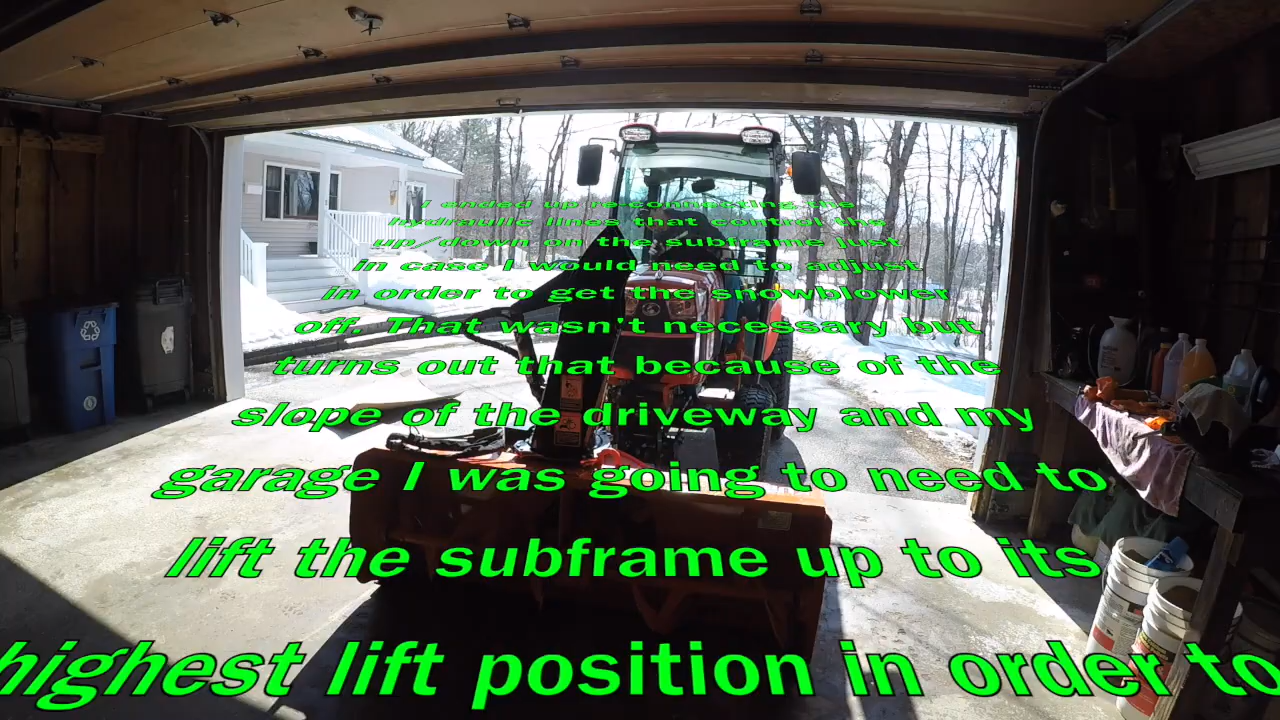 I ended up re-connecting the
hydraulic lines that control the
up/down on the subframe just
in case I would need to adjust
in order to get the snowblower
off. That wasn't necessary but
turns out that because of the
slope of the driveway and my
garage I was going to need to
lift the subframe up to its
highest lift position in order to